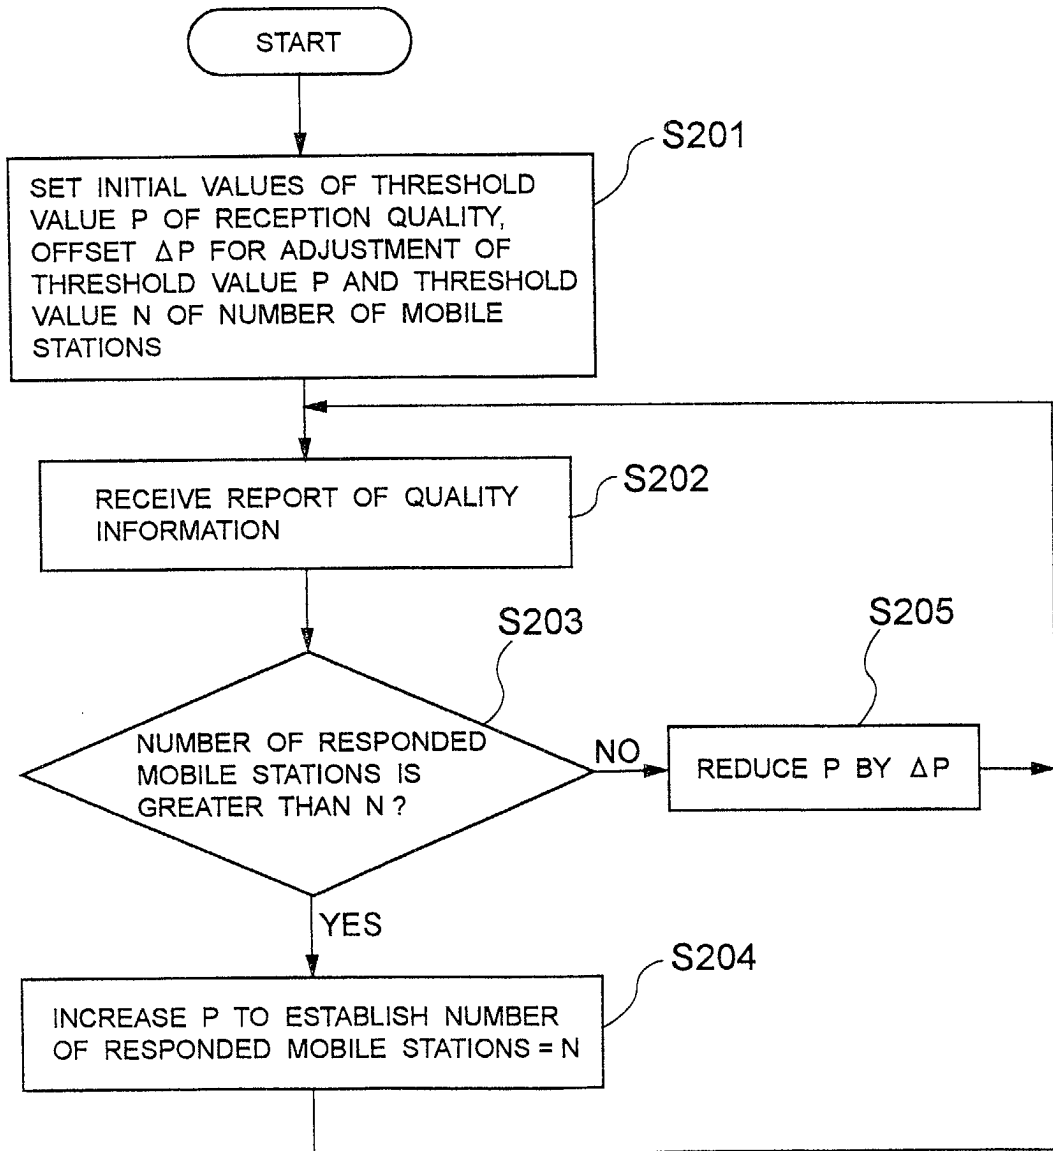 START
S201
SET INITIAL VALUES OF THRESHOLD
VALUE P OF RECEPTION QUALITY,
OFFSET ΔP FOR ADJUSTMENT OF
THRESHOLD VALUE P AND THRESHOLD
VALUE N OF NUMBER OF MOBILE
STATIONS
S202
RECEIVE REPORT OF QUALITY
INFORMATION
S203
S205
NUMBER OF RESPONDED
MOBILE STATIONS IS
GREATER THAN N ?
NO
REDUCE P BY ΔP
YES
S204
INCREASE P TO ESTABLISH NUMBER
OF RESPONDED MOBILE STATIONS = N